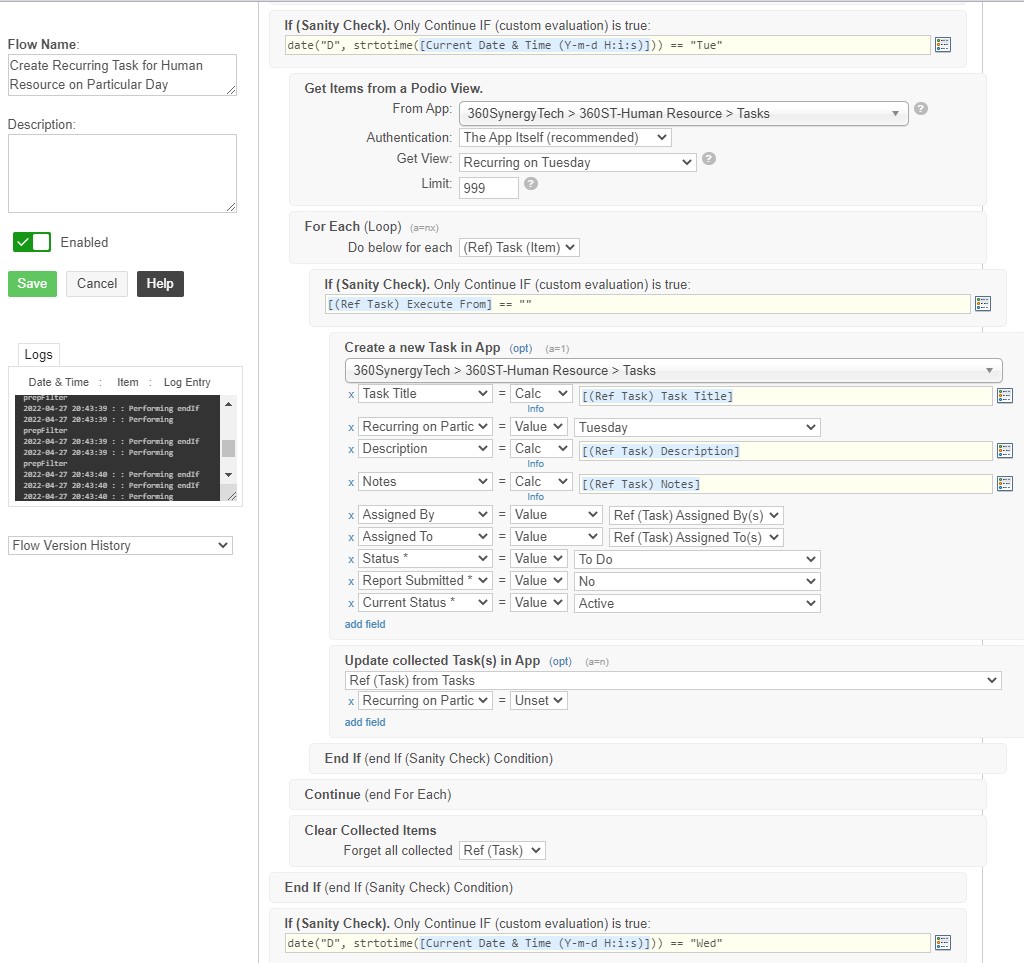 Flow Name:
Create Recurring Task for Human
Resource on Particular Day
Description:
Enabled
Save Cancel Help
Logs
Date & Time : Item : Log Entry
prepFilter
2022-04-27 20:43:39 : : Performing endIf
2022-04-27 20:43:39 : : Performing
prepFilter
2022-04-27 20:43:39 : : Performing endIf
2022-04-27 20:43:39 : : Performing
prepFilter
2022-04-27 20:43:40 : : Performing endIf
2022-04-27 20:43:40 : : Performing
Flow Version History
If (Sanity Check). Only Continue IF (custom evaluation) is true:
date("D", strtotime([Current Date & Time (Y-m-d H:i:s)])) == "Tue"
Get Items from a Podio View.
From App: 360SynergyTech > 360ST-Human Resource > Tasks ?
Authentication: The App Itself (recommended)
Get View: Recurring on Tuesday ?
Limit: 999 ?
For Each (Loop) (a=nx)
Do below for each (Ref) Task (Item)
If (Sanity Check). Only Continue IF (custom evaluation) is true:
[(Ref Task) Execute From] == ""
Create a new Task in App (opt) (a=1)
360SynergyTech > 360ST-Human Resource > Tasks
x Task Title = Calc [(Ref Task) Task Title]
Info
x Recurring on Partic = Value Tuesday
x Description = Calc [(Ref Task) Description]
Info
x Notes = Calc [(Ref Task) Notes]
Info
x Assigned By = Value Ref (Task) Assigned By(s)
x Assigned To = Value Ref (Task) Assigned To(s)
x Status * = Value To Do
x Report Submitted * = Value No
x Current Status * = Value Active
add field
Update collected Task(s) in App (opt) (a=n)
Ref (Task) from Tasks
x Recurring on Partic = Unset
add field
End If (end If (Sanity Check) Condition)
Continue (end For Each)
Clear Collected Items
Forget all collected Ref (Task)
End If (end If (Sanity Check) Condition)
If (Sanity Check). Only Continue IF (custom evaluation) is true:
date("D", strtotime([Current Date & Time (Y-m-d H:i:s)])) == "Wed"